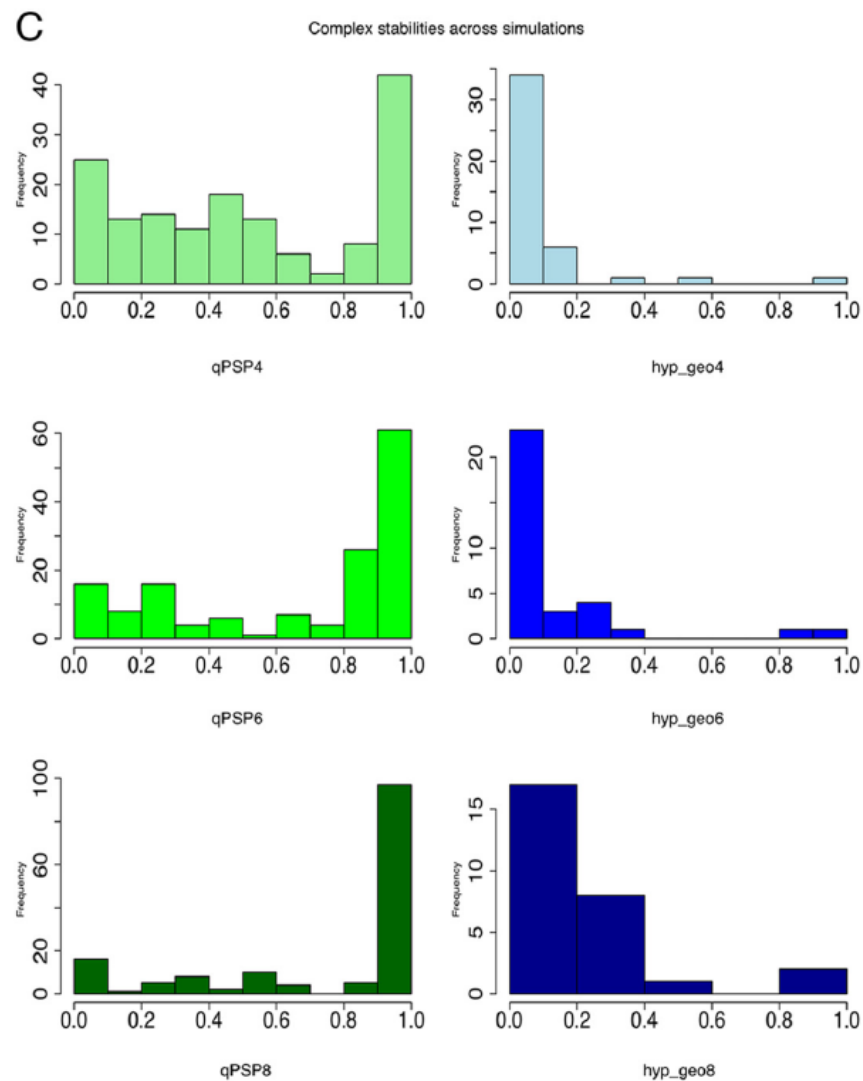 C
Complex stabilities across simulations
Frequency
0 10 20 30 40
0.0 0.2 0.4 0.6 0.8 1.0
qPSP4
Frequency
0 10 20 30
0.0 0.2 0.4 0.6 0.8 1.0
hyp_geo4
Frequency
0 20 40 60
0.0 0.2 0.4 0.6 0.8 1.0
qPSP6
Frequency
0 5 10 20
0.0 0.2 0.4 0.6 0.8 1.0
hyp_geo6
Frequency
0 20 60 100
0.0 0.2 0.4 0.6 0.8 1.0
qPSP8
Frequency
0 5 10 15
0.0 0.2 0.4 0.6 0.8 1.0
hyp_geo8